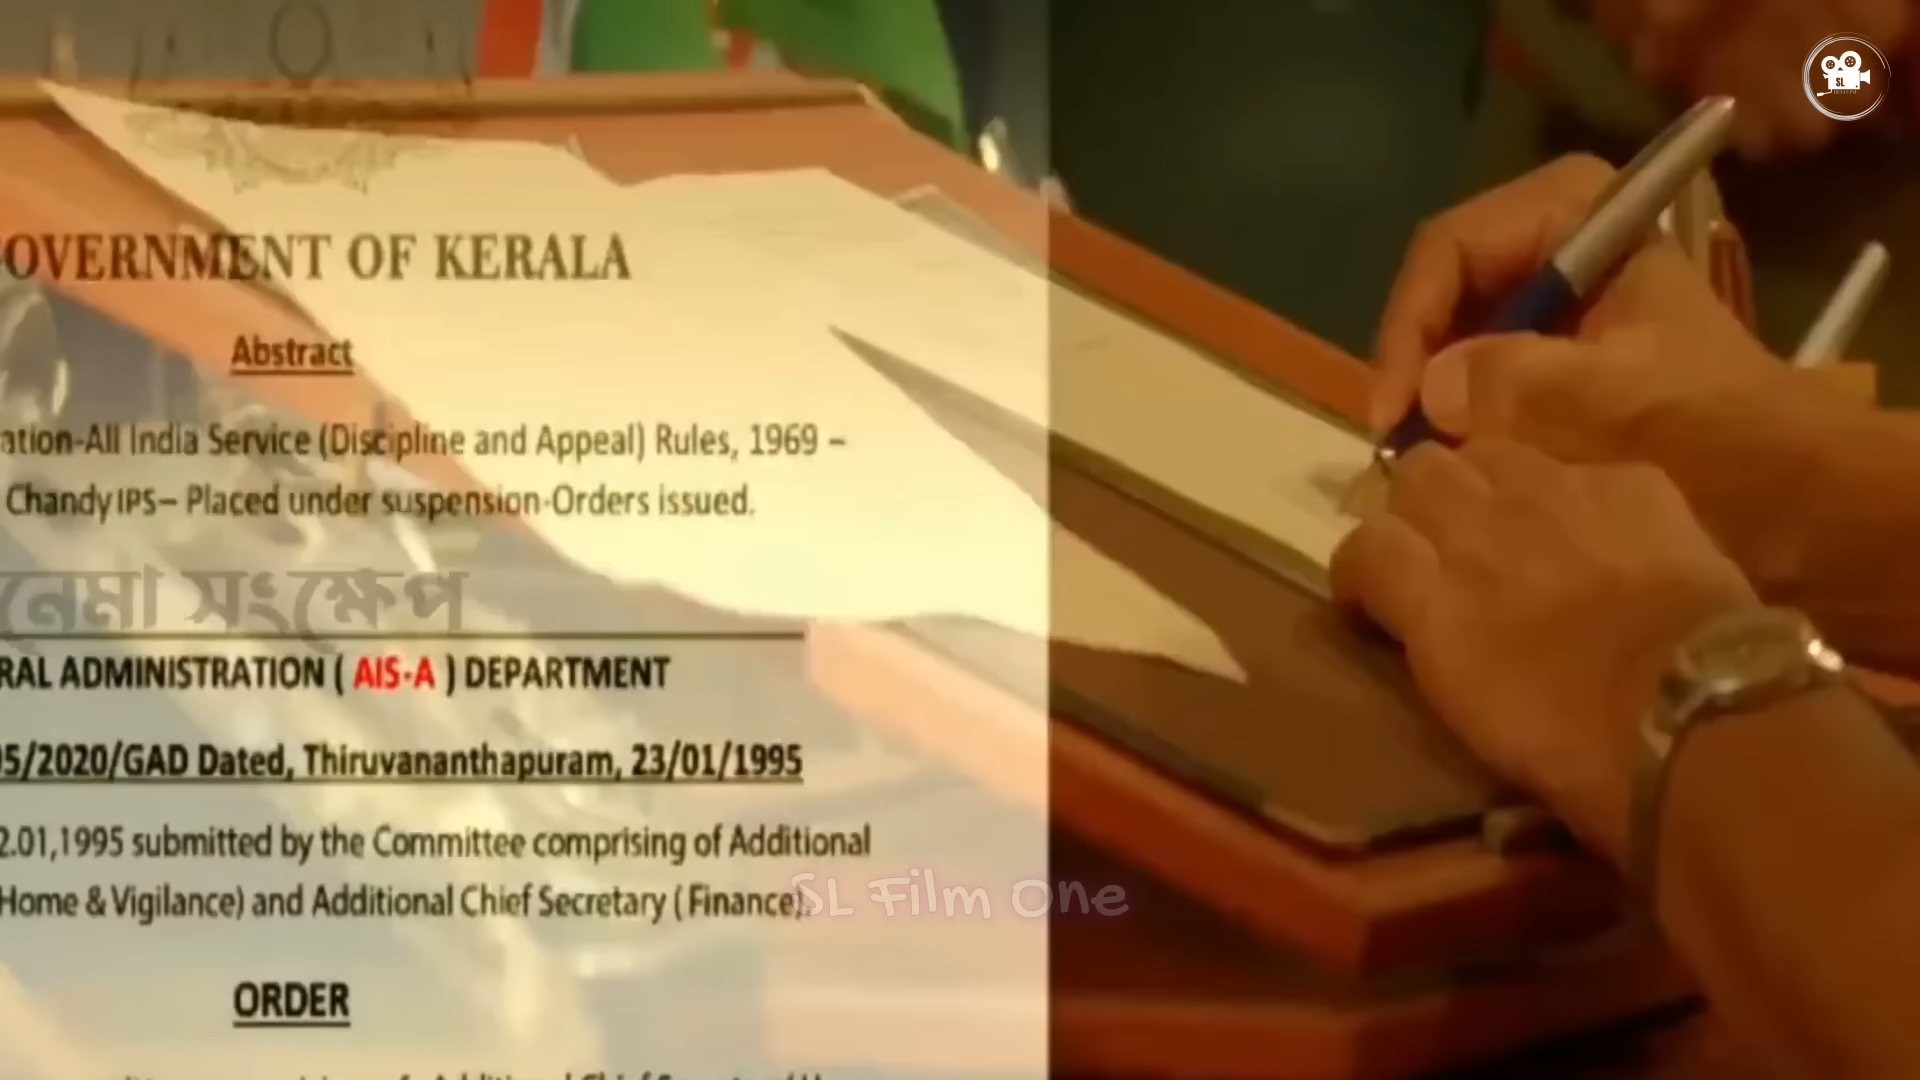 SL
OVERNMENT OF KERALA
Abstract
ation-All India Service (Discipline and Appeal) Rules, 1969 –
Chandy IPS– Placed under suspension-Orders issued.
নেমা সংক্ষেপ
RAL ADMINISTRATION ( AIS-A ) DEPARTMENT
05/2020/GAD Dated, Thiruvananthapuram, 23/01/1995
2.01,1995 submitted by the Committee comprising of Additional
Home & Vigilance) and Additional Chief Secretary ( Finance).
SL Film One
ORDER